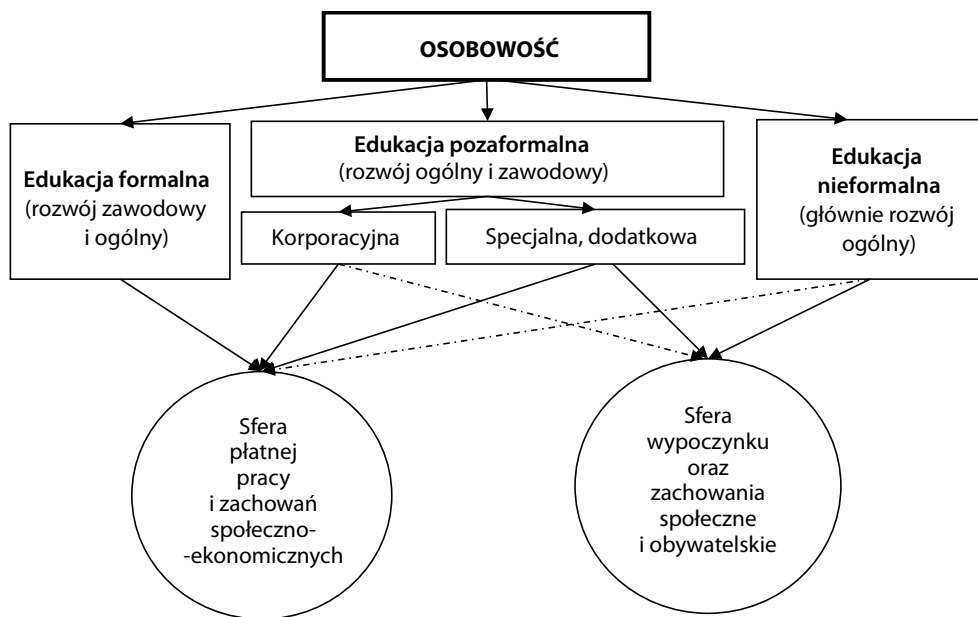 OSOBOWOŚĆ
Edukacja formalna
(rozwój zawodowy
i ogólny)
Edukacja pozaformalna
(rozwój ogólny i zawodowy)
Korporacyjna
Specjalna, dodatkowa
Edukacja
nieformalna
(głównie rozwój
ogólny)
Sfera
płatnej
pracy
i zachowań
społeczno-
-ekonomicznych
Sfera
wypoczynku
oraz
zachowania
społeczne
i obywatelskie